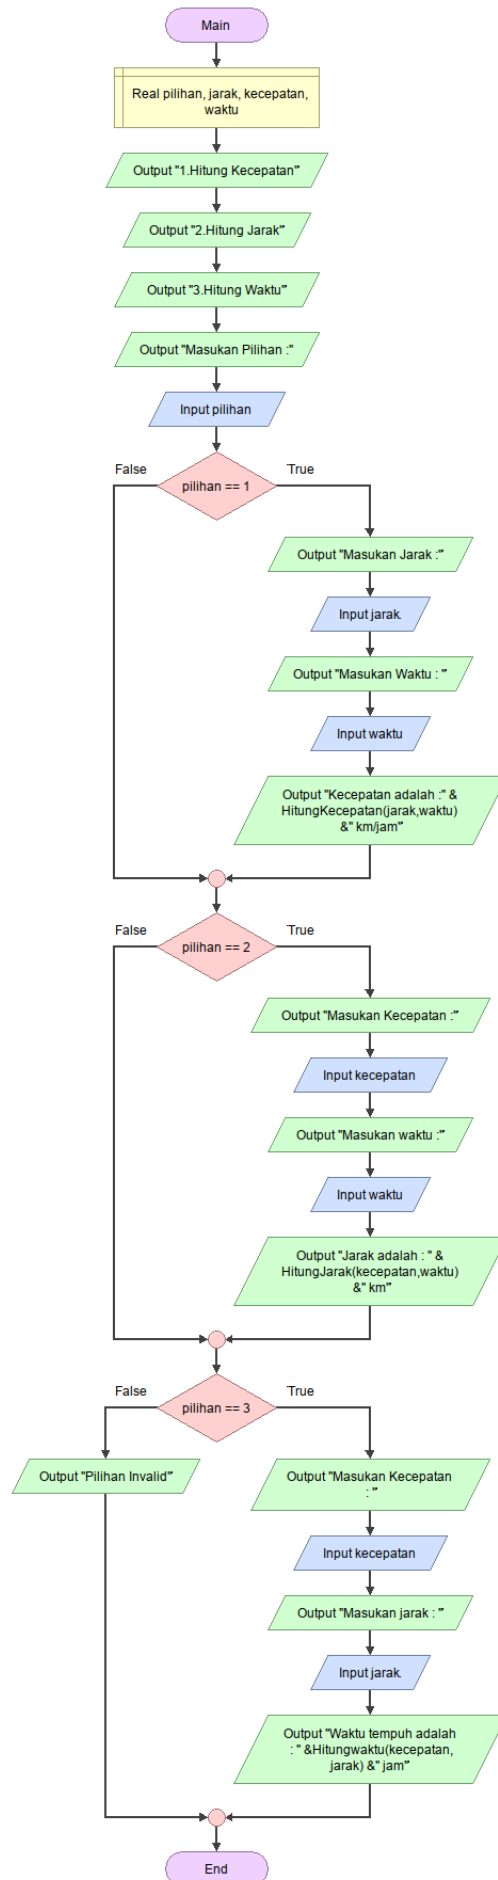 Main
Real pilihan, jarak, kecepatan,
waktu
Output "1.Hitung Kecepatan"
Output "2.Hitung Jarak"
Output "3.Hitung Waktu"
Output "Masukan Pilihan :"
Input pilihan
False
True
pilihan == 1
Output "Masukan Jarak :"
Input jarak
Output "Masukan Waktu : "
Input waktu
Output "Kecepatan adalah :" &
HitungKecepatan(jarak,waktu)
&" km/jam"
False
True
pilihan == 2
Output "Masukan Kecepatan :"
Input kecepatan
Output "Masukan waktu :"
Input waktu
Output "Jarak adalah : " &
HitungJarak(kecepatan,waktu)
&" km"
False
True
pilihan == 3
Output "Pilihan Invalid"
Output "Masukan Kecepatan
: "
Input kecepatan
Output "Masukan jarak : "
Input jarak
Output "Waktu tempuh adalah
: " &Hitungwaktu(kecepatan,
jarak) &" jam"
End